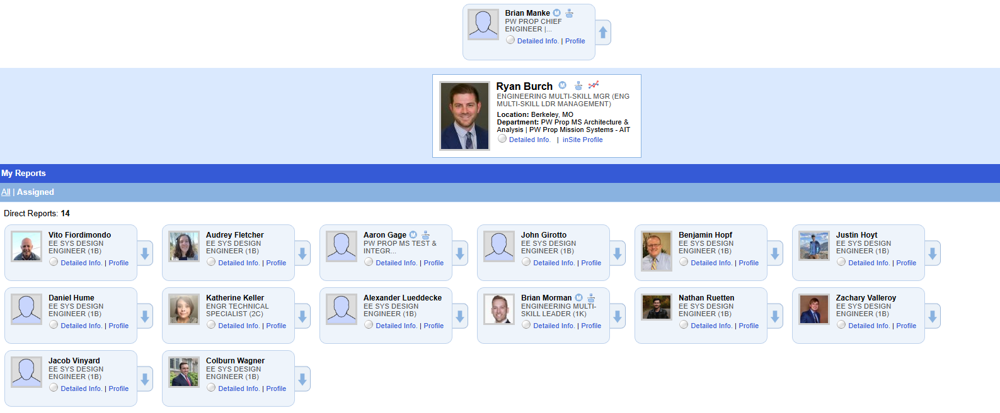 Brian Manke M
PW PROP CHIEF
ENGINEER |...
Detailed Info. | Profile
Ryan Burch M
ENGINEERING MULTI-SKILL MGR (ENG
MULTI-SKILL LDR MANAGEMENT)
Location: Berkeley, MO
Department: PW Prop MS Architecture &
Analysis | PW Prop Mission Systems - AIT
Detailed Info. | inSite Profile
My Reports
All | Assigned
Direct Reports: 14
Vito Fiordimondo
EE SYS DESIGN
ENGINEER (1B)
Detailed Info. | Profile
Audrey Fletcher
EE SYS DESIGN
ENGINEER (1B)
Detailed Info. | Profile
Aaron Gage M
PW PROP MS TEST &
INTEGR...
Detailed Info. | Profile
John Girotto
EE SYS DESIGN
ENGINEER (1B)
Detailed Info. | Profile
Benjamin Hopf
EE SYS DESIGN
ENGINEER (1B)
Detailed Info. | Profile
Justin Hoyt
EE SYS DESIGN
ENGINEER (1B)
Detailed Info. | Profile
Daniel Hume
EE SYS DESIGN
ENGINEER (1B)
Detailed Info. | Profile
Katherine Keller
ENGR TECHNICAL
SPECIALIST (2C)
Detailed Info. | Profile
Alexander Lueddecke
EE SYS DESIGN
ENGINEER (1B)
Detailed Info. | Profile
Brian Morman M
ENGINEERING MULTI-
SKILL LEADER (1K)
Detailed Info. | Profile
Nathan Ruetten
EE SYS DESIGN
ENGINEER (1B)
Detailed Info. | Profile
Zachary Valleroy
EE SYS DESIGN
ENGINEER (1B)
Detailed Info. | Profile
Jacob Vinyard
EE SYS DESIGN
ENGINEER (1B)
Detailed Info. | Profile
Colburn Wagner
EE SYS DESIGN
ENGINEER (1B)
Detailed Info. | Profile